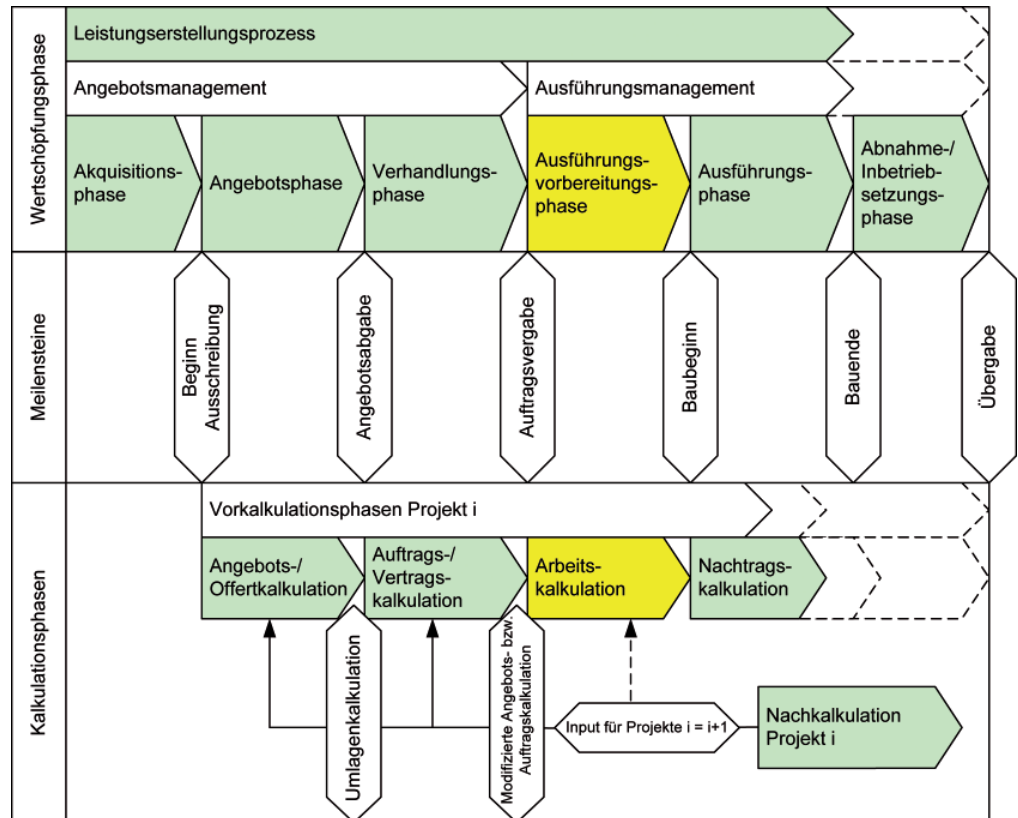 Wertschöpfungsphase
Leistungserstellungsprozess
Angebotsmanagement
Ausführungsmanagement
Akquisitions-
phase
Angebotsphase
Verhandlungs-
phase
Ausführungs-
vorbereitungs-
phase
Ausführungs-
phase
Abnahme-/
Inbetrieb-
setzungs-
phase
Meilensteine
Beginn
Ausschreibung
Angebotsabgabe
Auftragsvergabe
Baubeginn
Bauende
Übergabe
Kalkulationsphasen
Vorkalkulationsphasen Projekt i
Angebots-/
Offertkalkulation
Auftrags-/
Vertrags-
kalkulation
Arbeits-
kalkulation
Nachtrags-
kalkulation
Umlagenkalkulation
Modifizierte Angebots- bzw.
Auftragskalkulation
Input für Projekte i = i+1
Nachkalkulation
Projekt i